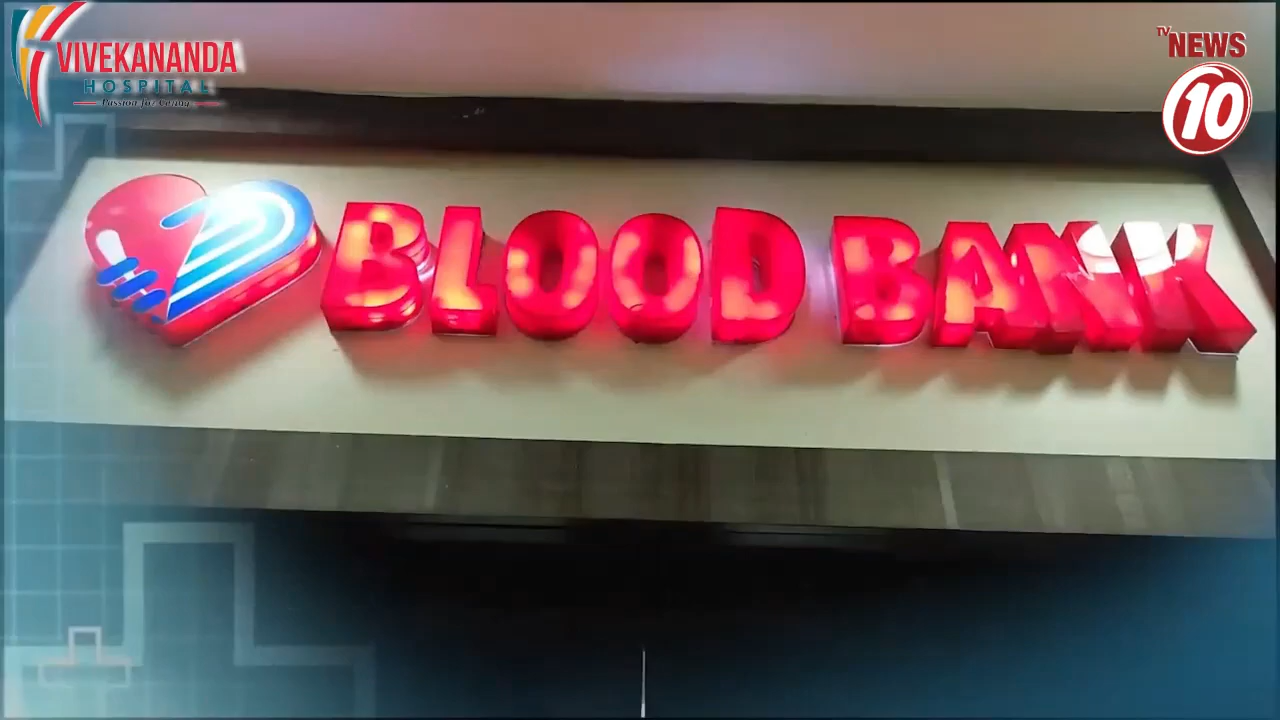 VIVEKANANDA
HOSPITAL
Passion for Caring
TV NEWS
10
BLOOD BANK